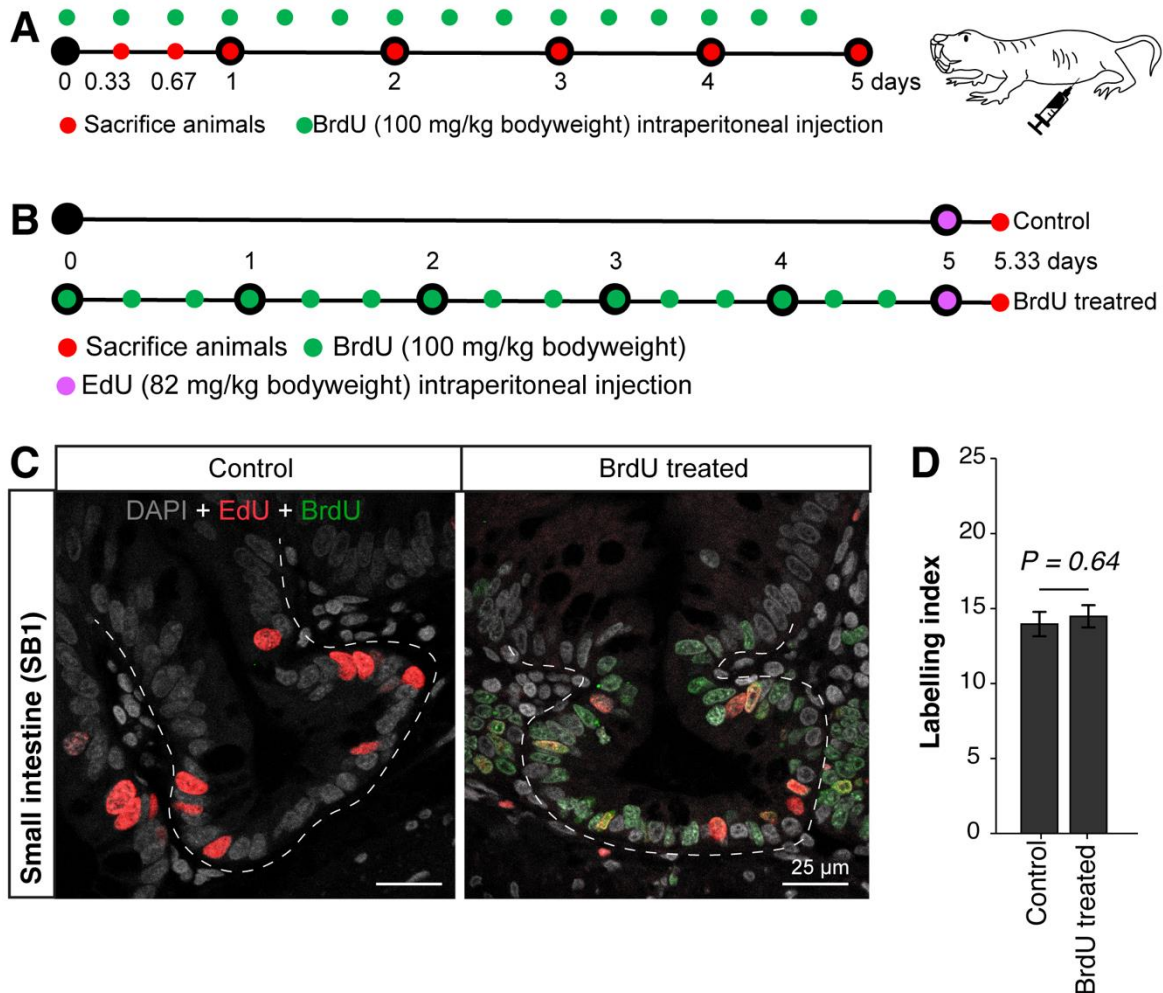 A
0 0.33 0.67 1 2 3 4 5 days
Sacrifice animals BrdU (100 mg/kg bodyweight) intraperitoneal injection
B
Control
0 1 2 3 4 5 5.33 days
BrdU treatred
Sacrifice animals BrdU (100 mg/kg bodyweight)
EdU (82 mg/kg bodyweight) intraperitoneal injection
C
Control BrdU treated
DAPI + EdU + BrdU
Small intestine (SB1)
25 µm
D
25
20
15
10
5
0
Labelling index
P = 0.64
Control
BrdU treated